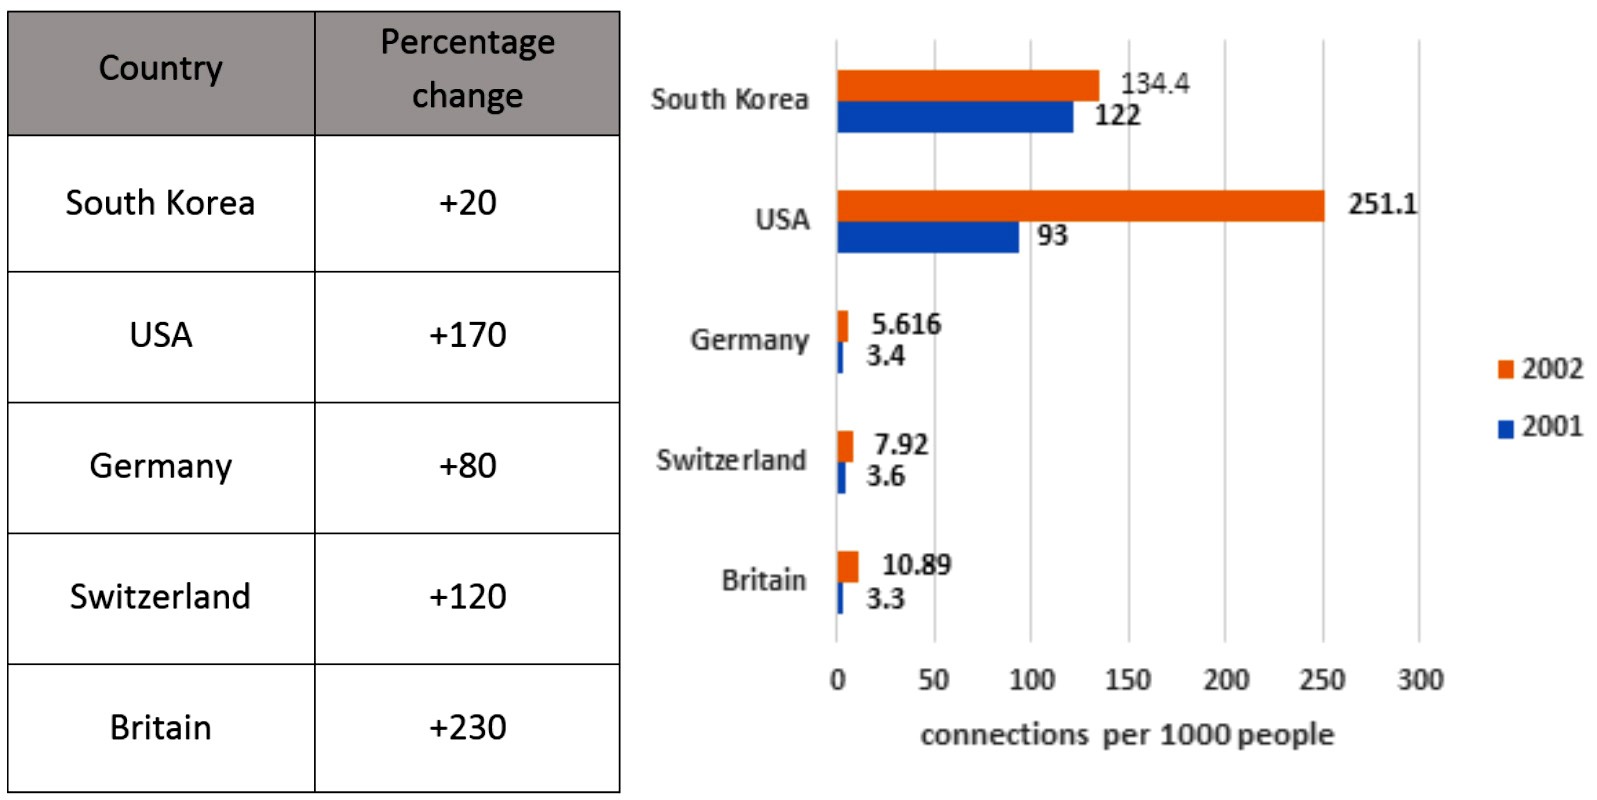 Country
Percentage
change
South Korea
+20
USA
+170
Germany
+80
Switzerland
+120
Britain
+230
South Korea
134.4
122
USA
251.1
93
Germany
5.616
3.4
Switzerland
7.92
3.6
Britain
10.89
3.3
2002
2001
0 50 100 150 200 250 300
connections per 1000 people